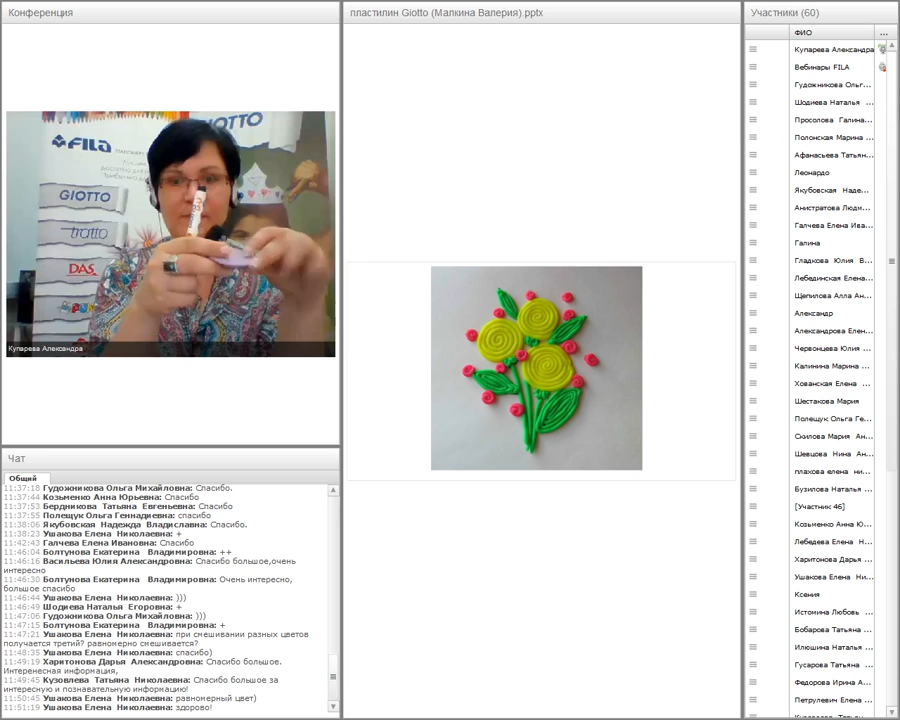 Конференция
FILA
GIOTTO
GIOTTO
tratto
DAS
Купарева Александра
Чат
Общий
11:37:18 Гудожникова Ольга Михайловна: Спасибо.
11:37:44 Козьменко Анна Юрьевна: Спасибо
11:37:53 Бердникова Татьяна Евгеньевна: Спасибо
11:37:55 Полещук Ольга Геннадиевна: спасибо
11:38:06 Якубовская Надежда Владиславна: Спасибо.
11:38:23 Ушакова Елена Николаевна: +
11:42:43 Галчева Елена Ивановна: Спасибо
11:46:04 Болтунова Екатерина Владимировна: ++
11:46:16 Васильева Юлия Александровна: Спасибо большое,очень
интересно
11:46:30 Болтунова Екатерина Владимировна: Очень интересно,
большое спасибо
11:46:44 Ушакова Елена Николаевна: )))
11:46:49 Шодиева Наталья Егоровна: +
11:47:06 Гудожникова Ольга Михайловна: )))
11:47:15 Болтунова Екатерина Владимировна: +
11:47:21 Ушакова Елена Николаевна: при смешивании разных цветов
получается третий? равномерно смешивается?
11:48:35 Ушакова Елена Николаевна: спасибо)
11:49:19 Харитонова Дарья Александровна: Спасибо большое.
Интеренесная информация,
11:49:45 Кузовлева Татьяна Николаевна: Спасибо большое за
интересную и познавательную информацию!
11:50:45 Ушакова Елена Николаевна: равномерный цвет)
11:51:19 Ушакова Елена Николаевна: здорово!
пластилин Giotto (Малкина Валерия).pptx
Участники (60)
ФИО ...
Купарева Александра
Вебинары FILA
Гудожникова Ольг...
Шодиева Наталья ...
Просолова Галина...
Полонская Марина ...
Афанасьева Татьян...
Леонардо
Якубовская Наде...
Анистратова Людм...
Галчева Елена Ива...
Галина
Гладкова Юлия В...
Лебединская Елена...
Щепилова Алла Ан...
Александр
Александрова Елен...
Червонцева Юлия ...
Калинина Марина ...
Хованская Елена ...
Шестакова Мария
Полещук Ольга Ге...
Скилова Мария Ан...
Шевцова Нина Ан...
плахова елена ни...
Бузилова Наталья ...
[Участник 46]
Козьменко Анна Ю...
Лебедева Елена Н...
Харитонова Дарья ...
Ушакова Елена Ни...
Ксения
Истомина Любовь ...
Бобарова Татьяна ...
Илюшина Наталья ...
Гусарова Татьяна ...
Федорова Ирина А...
Петрулевич Елена ...